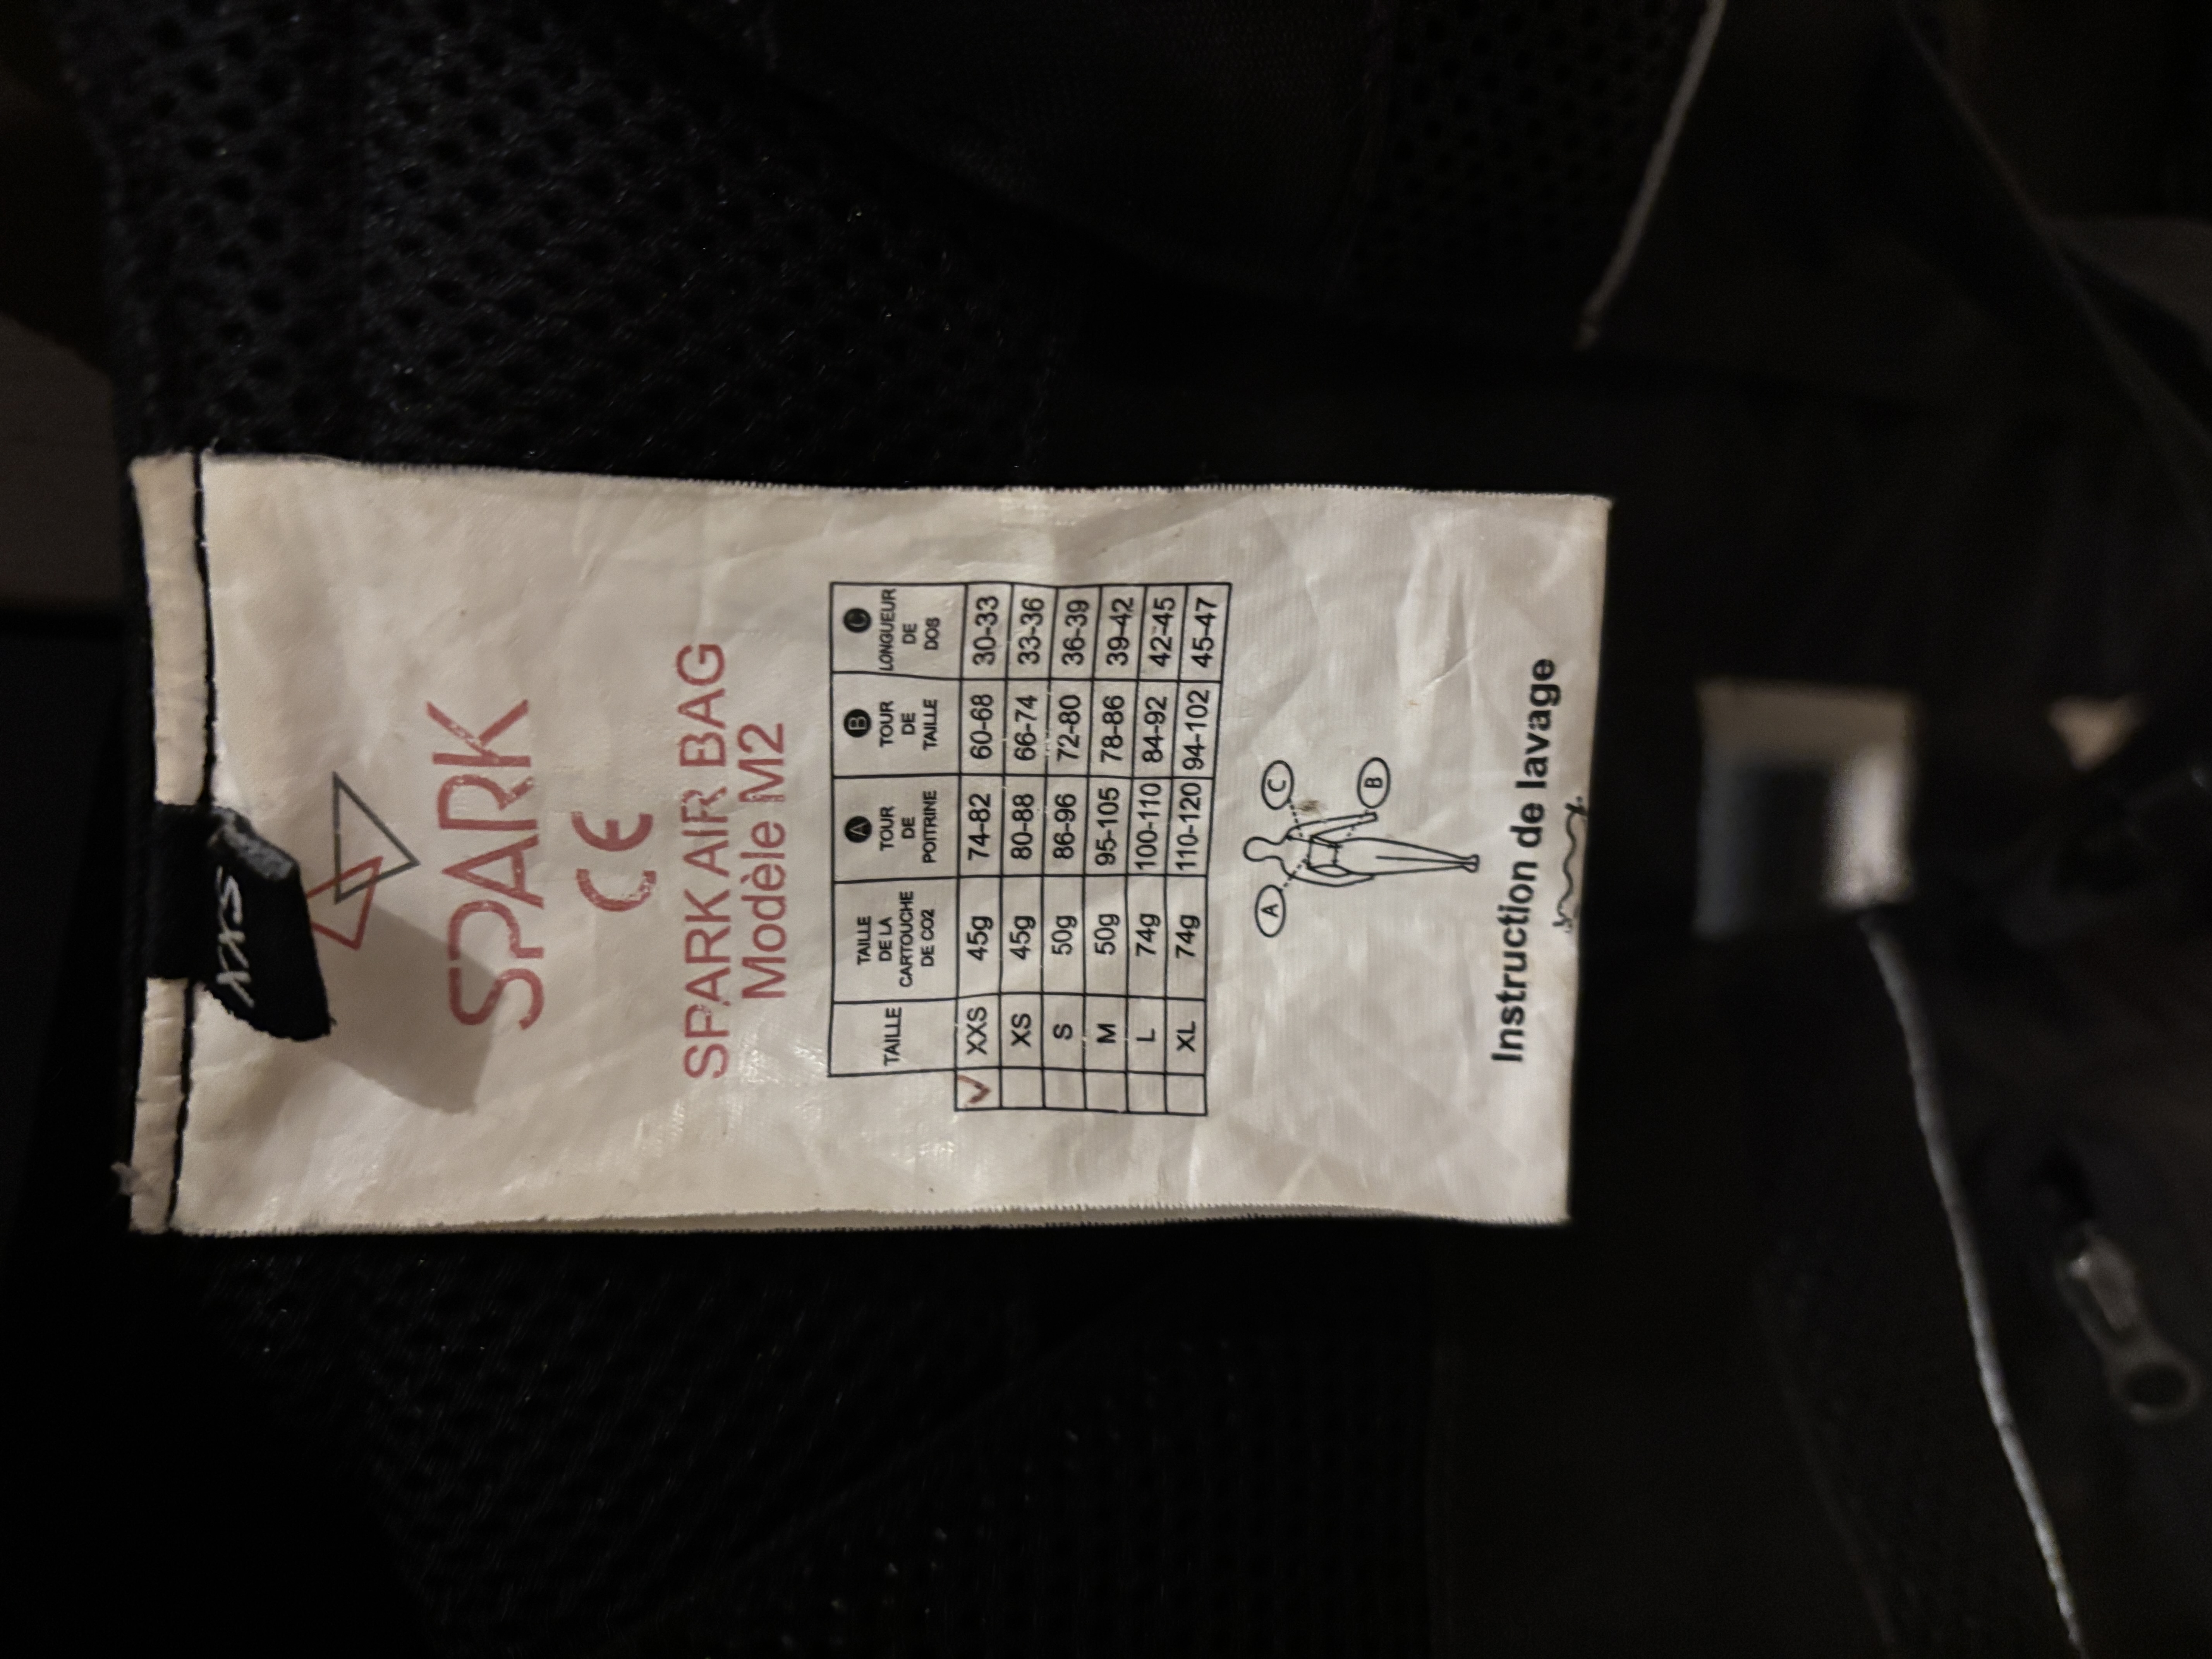 XXS
SPARK
CE
SPARK AIR BAG
Modèle M2
TAILLE TAILLE DE LA CARTOUCHE DE CO2 A TOUR DE POITRINE B TOUR DE TAILLE C LONGUEUR DE DOS
✓ XXS 45g 74-82 60-68 30-33
XS 45g 80-88 66-74 33-36
S 50g 86-96 72-80 36-39
M 50g 95-105 78-86 39-42
L 74g 100-110 84-92 42-45
XL 74g 110-120 94-102 45-47
A C
B
Instruction de lavage